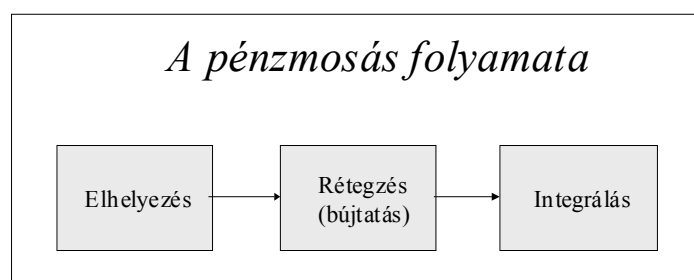 A pénzmosás folyamata
Elhelyezés
Rétegzés
(bújtatás)
Integrálás